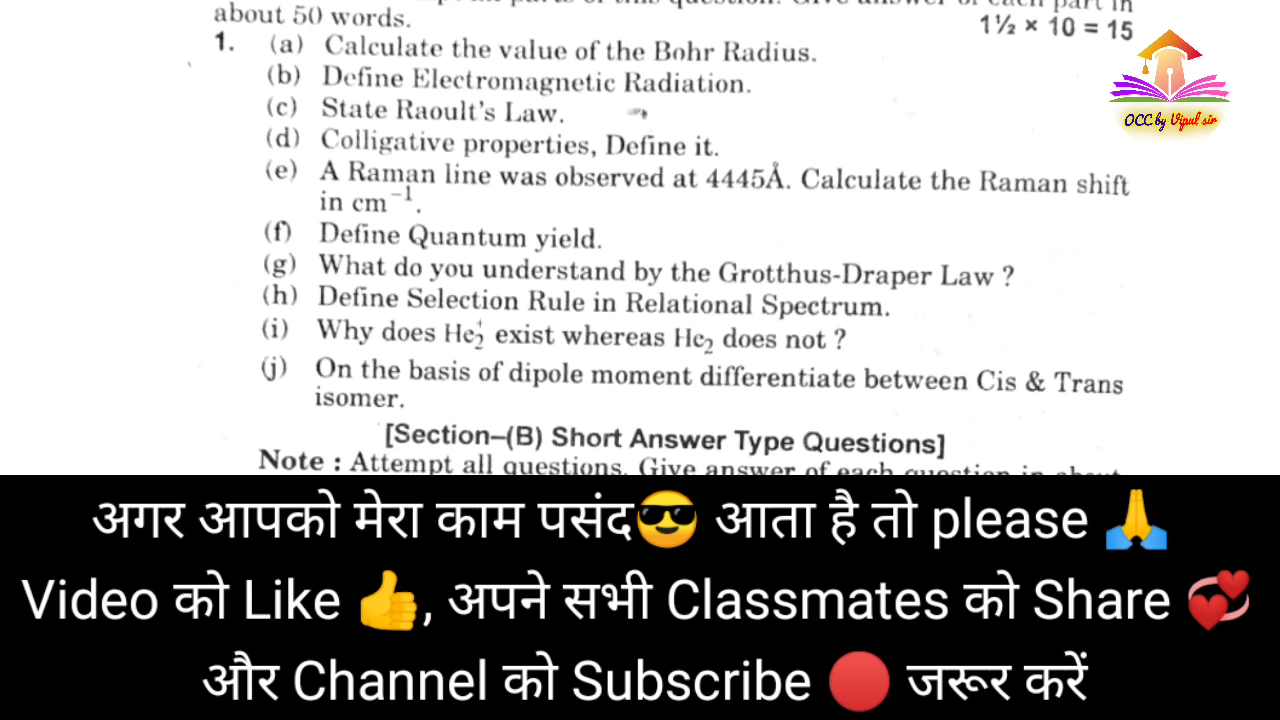 about 50 words.
1½ × 10 = 15
1. (a) Calculate the value of the Bohr Radius.
(b) Define Electromagnetic Radiation.
(c) State Raoult's Law.
(d) Colligative properties, Define it.
(e) A Raman line was observed at 4445Å. Calculate the Raman shift
in cm⁻¹.
(f) Define Quantum yield.
(g) What do you understand by the Grotthus-Draper Law ?
(h) Define Selection Rule in Relational Spectrum.
(i) Why does He₂⁺ exist whereas He₂ does not ?
(j) On the basis of dipole moment differentiate between Cis & Trans
isomer.
[Section–(B) Short Answer Type Questions]
Note : Attempt all questions. Give answer of each question in about
OCC by Vipul sir
अगर आपको मेरा काम पसंद😎 आता है तो please 🙏
Video को Like 👍, अपने सभी Classmates को Share 💞
और Channel को Subscribe 🔴 जरूर करें